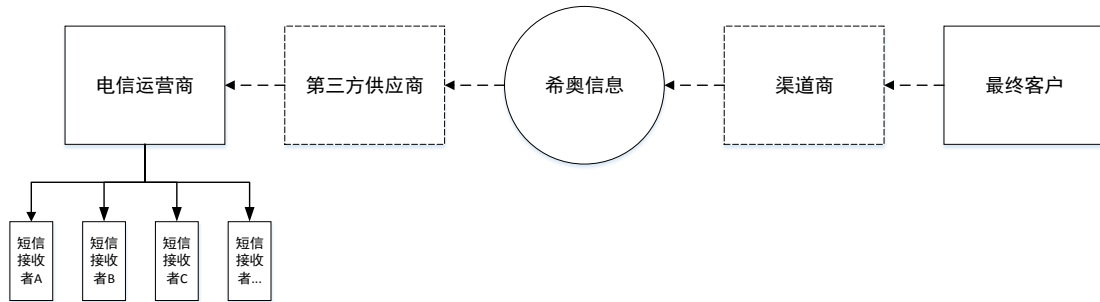 电信运营商
第三方供应商
希奥信息
渠道商
最终客户
短信
接收
者A
短信
接收
者B
短信
接收
者C
短信
接收
者...